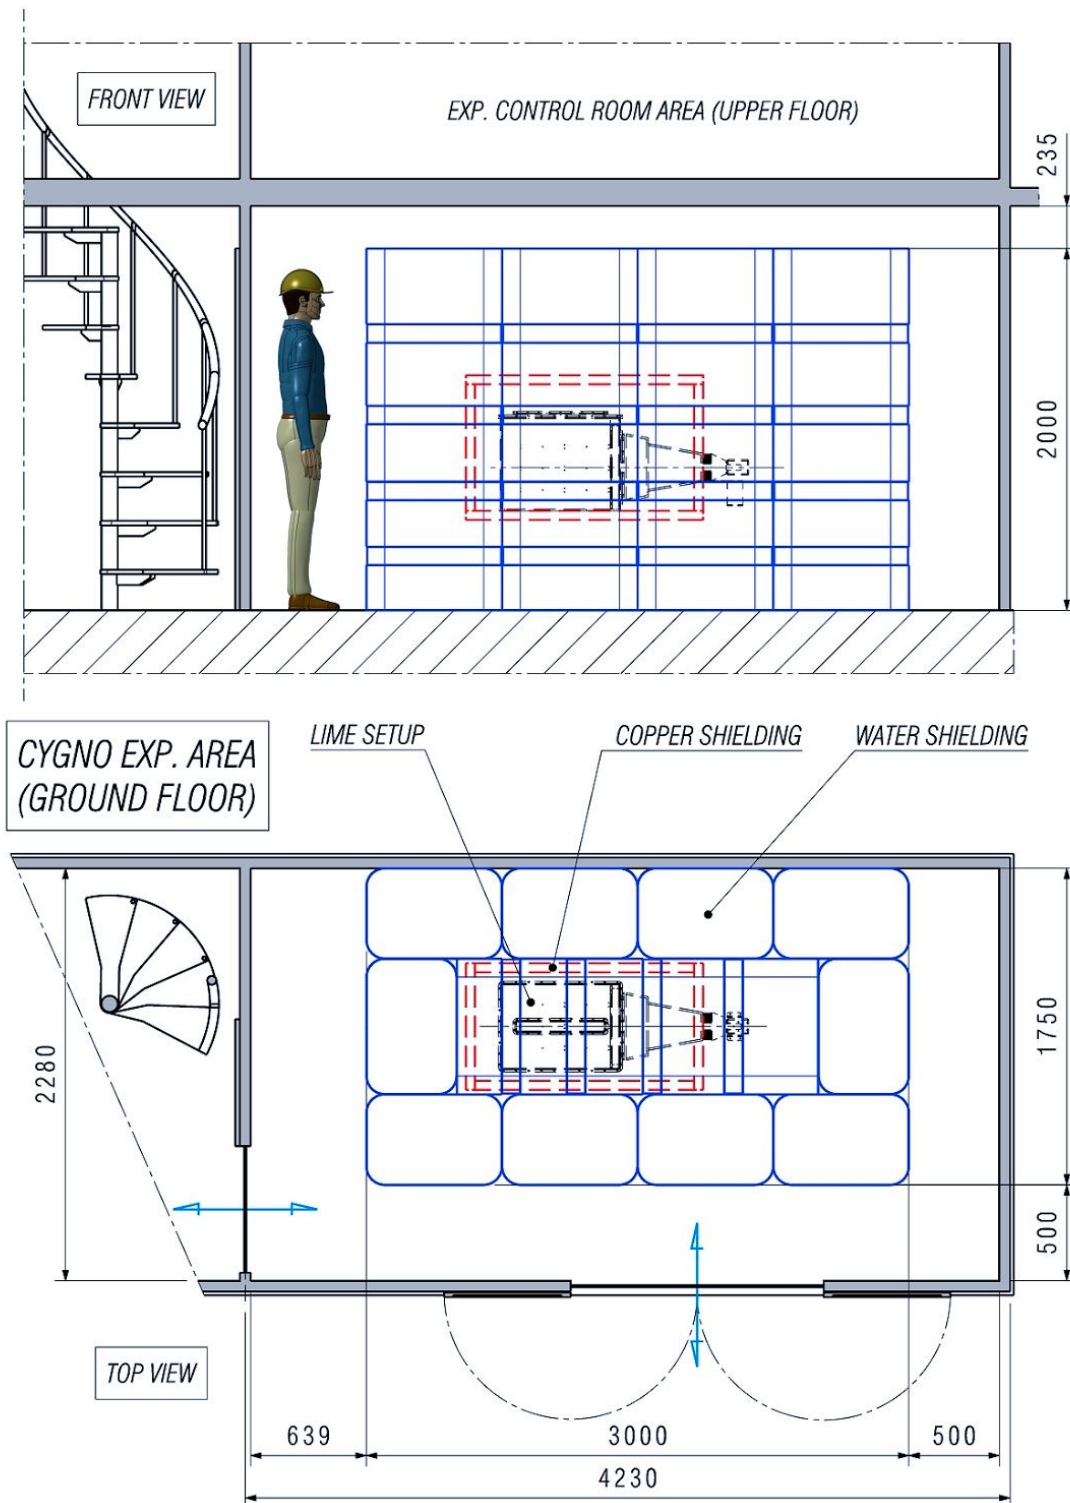 FRONT VIEW
EXP. CONTROL ROOM AREA (UPPER FLOOR)
235
2000
CYGNO EXP. AREA
(GROUND FLOOR)
LIME SETUP
COPPER SHIELDING
WATER SHIELDING
2280
1750
500
TOP VIEW
639
3000
500
4230